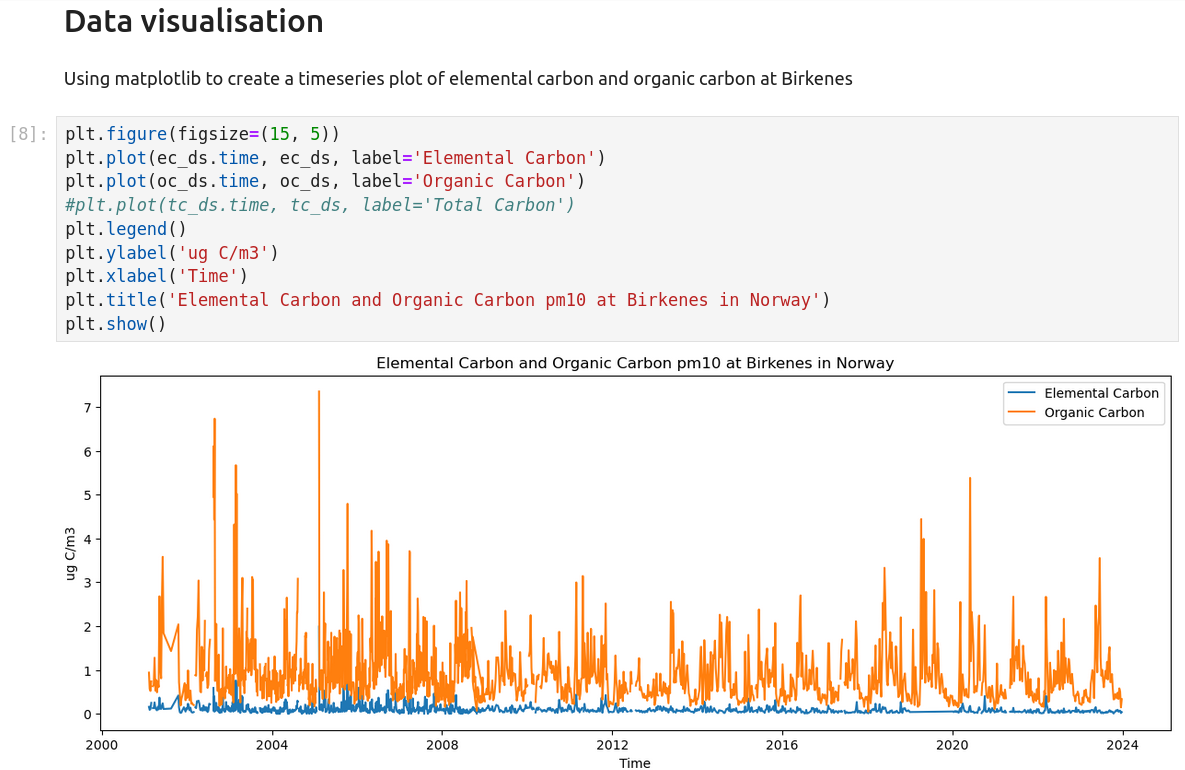 Data visualisation
Using matplotlib to create a timeseries plot of elemental carbon and organic carbon at Birkenes
[8]:
plt.figure(figsize=(15, 5))
plt.plot(ec_ds.time, ec_ds, label='Elemental Carbon')
plt.plot(oc_ds.time, oc_ds, label='Organic Carbon')
#plt.plot(tc_ds.time, tc_ds, label='Total Carbon')
plt.legend()
plt.ylabel('ug C/m3')
plt.xlabel('Time')
plt.title('Elemental Carbon and Organic Carbon pm10 at Birkenes in Norway')
plt.show()
Elemental Carbon and Organic Carbon pm10 at Birkenes in Norway
Elemental Carbon
Organic Carbon
ug C/m3
7
6
5
4
3
2
1
0
2000 2004 2008 2012 2016 2020 2024
Time